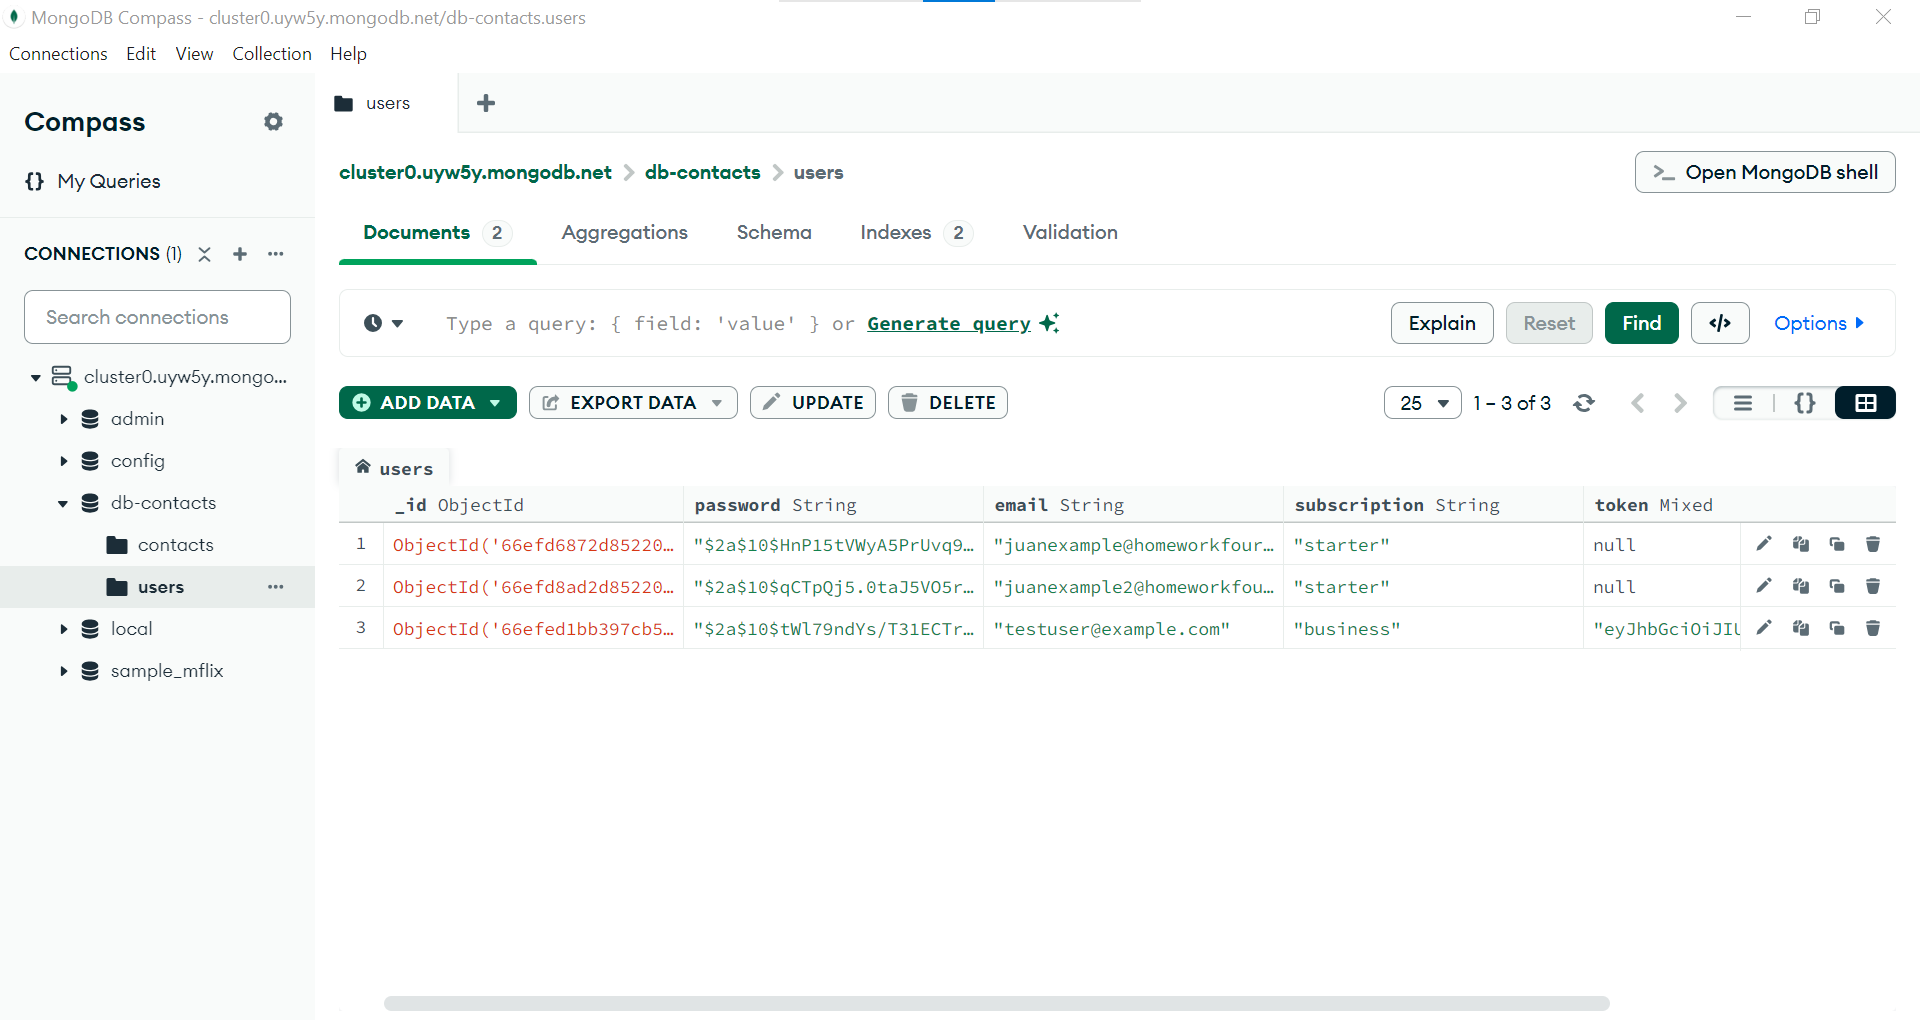 MongoDB Compass - cluster0.uyw5y.mongodb.net/db-contacts.users
Connections Edit View Collection Help
Compass
{} My Queries
CONNECTIONS (1)
Search connections
cluster0.uyw5y.mongo...
admin
config
db-contacts
contacts
users
local
sample_mflix
users
cluster0.uyw5y.mongodb.net > db-contacts > users
>_ Open MongoDB shell
Documents 2 Aggregations Schema Indexes 2 Validation
Type a query: { field: 'value' } or Generate query
Explain Reset Find </> Options
ADD DATA EXPORT DATA UPDATE DELETE
25 1 – 3 of 3 {}
users
_id ObjectId password String email String subscription String token Mixed
1 ObjectId('66efd6872d85220… "$2a$10$HnP15tVWyA5PrUvq9… "juanexample@homeworkfour… "starter" null
2 ObjectId('66efd8ad2d85220… "$2a$10$qCTpQj5.0taJ5VO5r… "juanexample2@homeworkfou… "starter" null
3 ObjectId('66efed1bb397cb5… "$2a$10$tWl79ndYs/T31ECTr… "testuser@example.com" "business" "eyJhbGciOiJIU